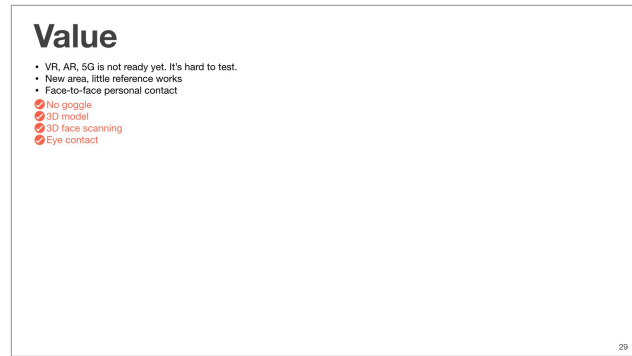 Value
• VR, AR, 5G is not ready yet. It's hard to test.
• New area, little reference works
• Face-to-face personal contact
No goggle
3D model
3D face scanning
Eye contact
29